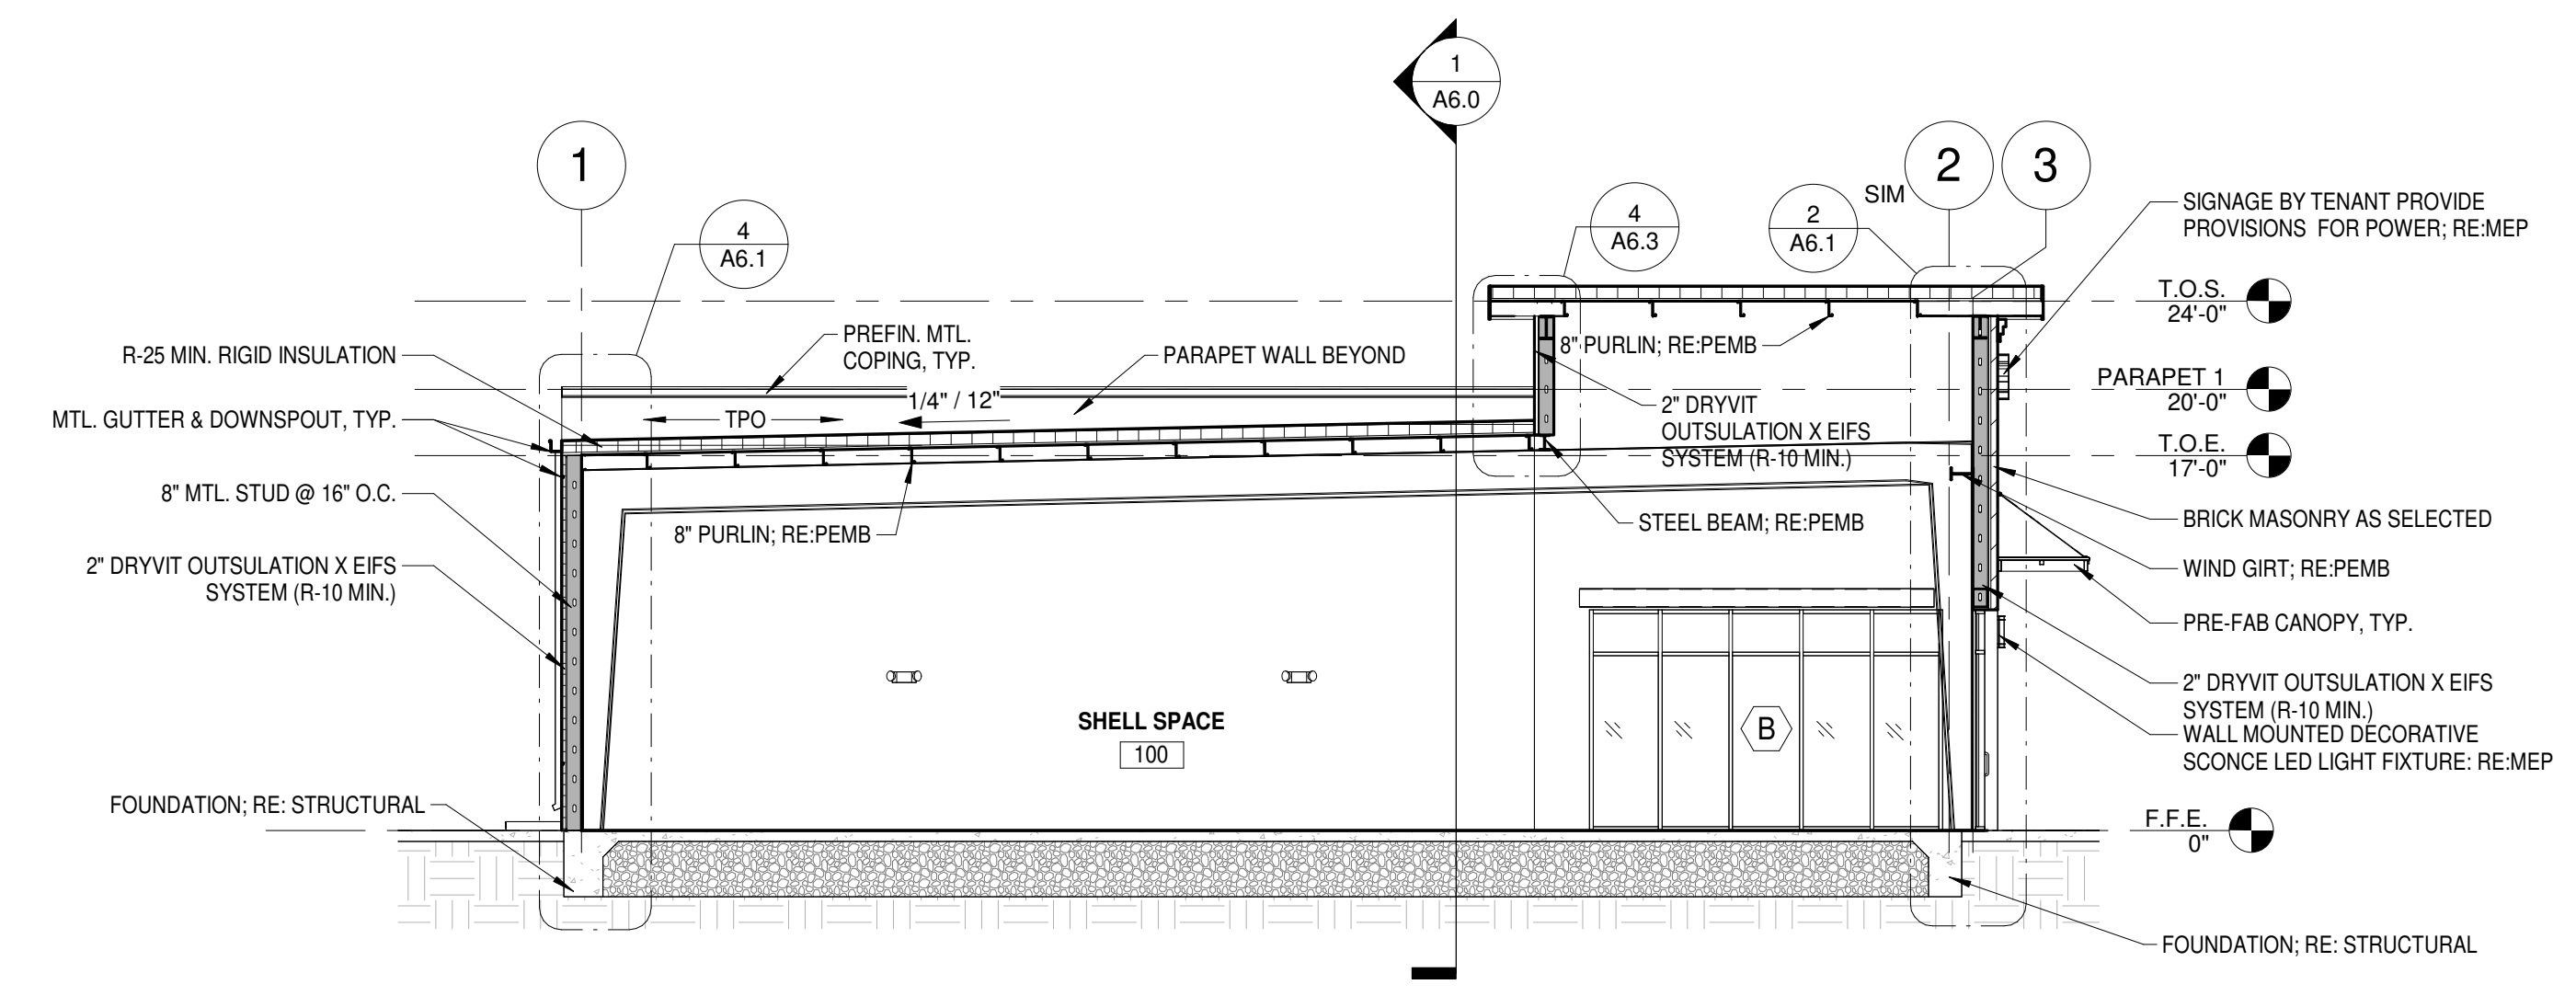 1
A6.0
1
2
3
SIM
4
A6.1
4
A6.3
2
A6.1
SIGNAGE BY TENANT PROVIDE
PROVISIONS FOR POWER; RE:MEP
T.O.S.
24'-0"
PARAPET 1
20'-0"
T.O.E.
17'-0"
R-25 MIN. RIGID INSULATION
MTL. GUTTER & DOWNSPOUT, TYP.
8" MTL. STUD @ 16" O.C.
2" DRYVIT OUTSULATION X EIFS
SYSTEM (R-10 MIN.)
FOUNDATION; RE: STRUCTURAL
PREFIN. MTL.
COPING, TYP.
PARAPET WALL BEYOND
TPO
1/4" / 12"
8" PURLIN; RE:PEMB
8" PURLIN; RE:PEMB
2" DRYVIT
OUTSULATION X EIFS
SYSTEM (R-10 MIN.)
STEEL BEAM; RE:PEMB
SHELL SPACE
100
B
BRICK MASONRY AS SELECTED
WIND GIRT; RE:PEMB
PRE-FAB CANOPY, TYP.
2" DRYVIT OUTSULATION X EIFS
SYSTEM (R-10 MIN.)
WALL MOUNTED DECORATIVE
SCONCE LED LIGHT FIXTURE: RE:MEP
F.F.E.
0"
FOUNDATION; RE: STRUCTURAL